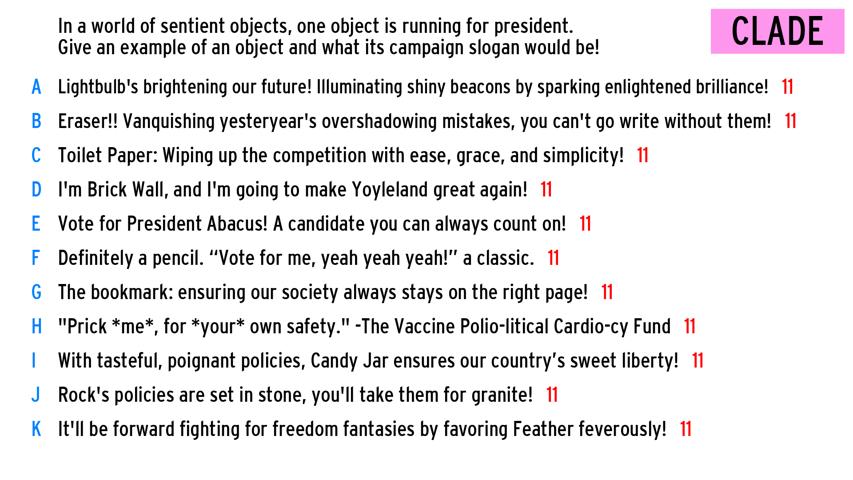 In a world of sentient objects, one object is running for president.
Give an example of an object and what its campaign slogan would be!
CLADE
A Lightbulb's brightening our future! Illuminating shiny beacons by sparking enlightened brilliance! 11
B Eraser!! Vanquishing yesteryear's overshadowing mistakes, you can't go write without them! 11
C Toilet Paper: Wiping up the competition with ease, grace, and simplicity! 11
D I'm Brick Wall, and I'm going to make Yoyleland great again! 11
E Vote for President Abacus! A candidate you can always count on! 11
F Definitely a pencil. “Vote for me, yeah yeah yeah!” a classic. 11
G The bookmark: ensuring our society always stays on the right page! 11
H "Prick *me*, for *your* own safety." -The Vaccine Polio-litical Cardio-cy Fund 11
I With tasteful, poignant policies, Candy Jar ensures our country’s sweet liberty! 11
J Rock's policies are set in stone, you'll take them for granite! 11
K It'll be forward fighting for freedom fantasies by favoring Feather feverously! 11